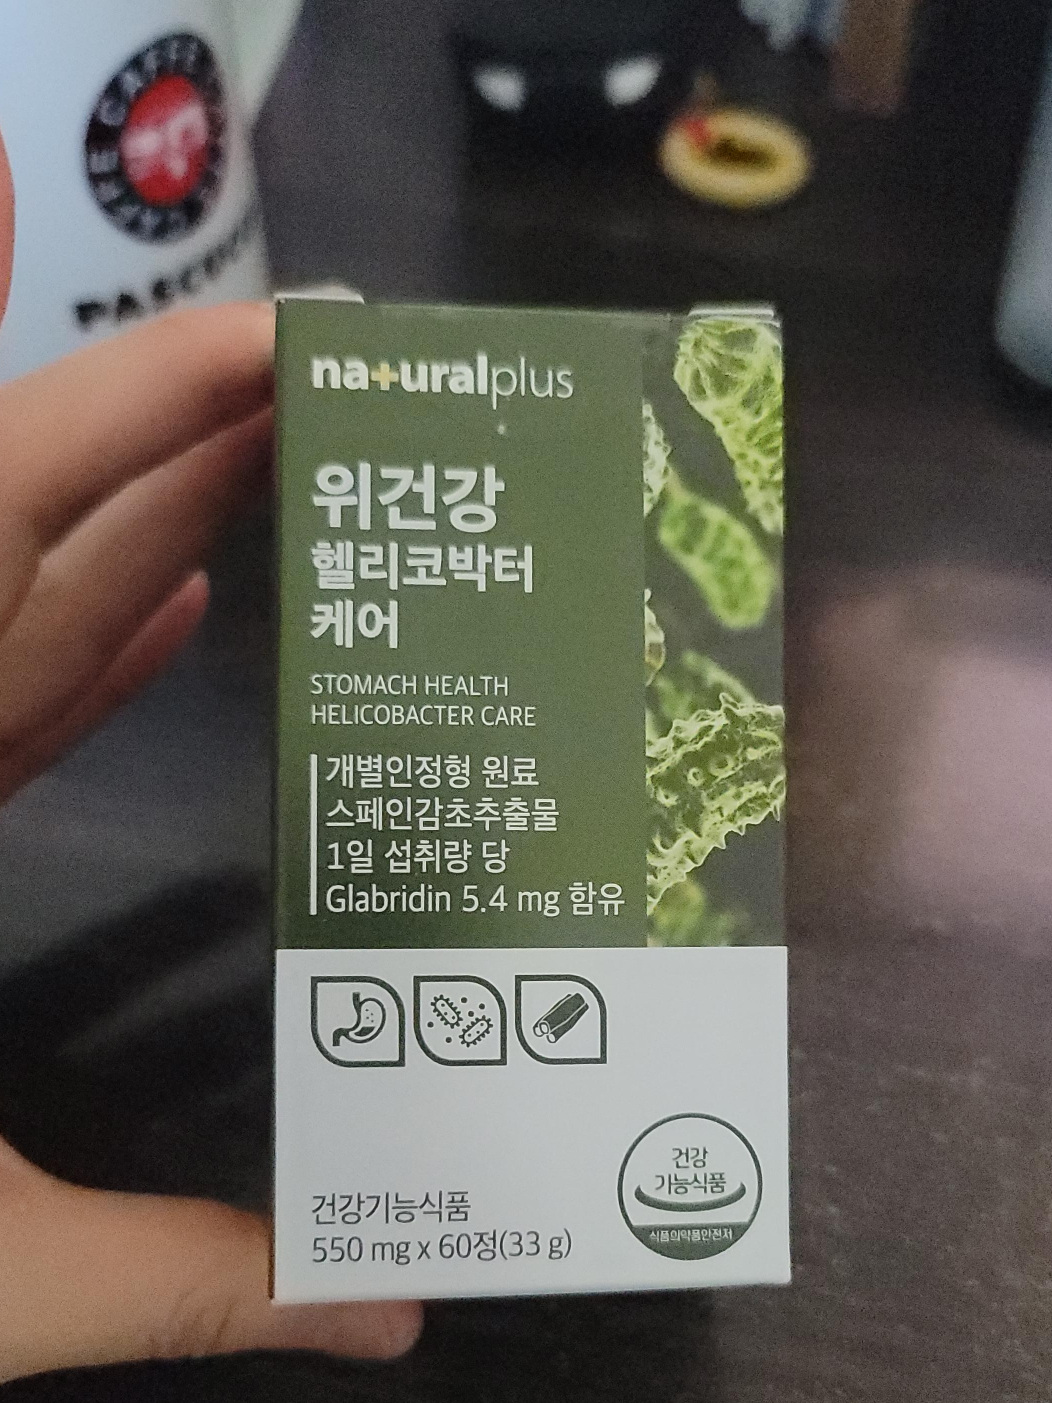 CAFFE
na+uralplus
위건강
헬리코박터
케어
STOMACH HEALTH
HELICOBACTER CARE
개별인정형 원료
스페인감초추출물
1일 섭취량 당
Glabridin 5.4 mg 함유
건강
기능식품
식품의약품안전처
건강기능식품
550 mg x 60정(33 g)